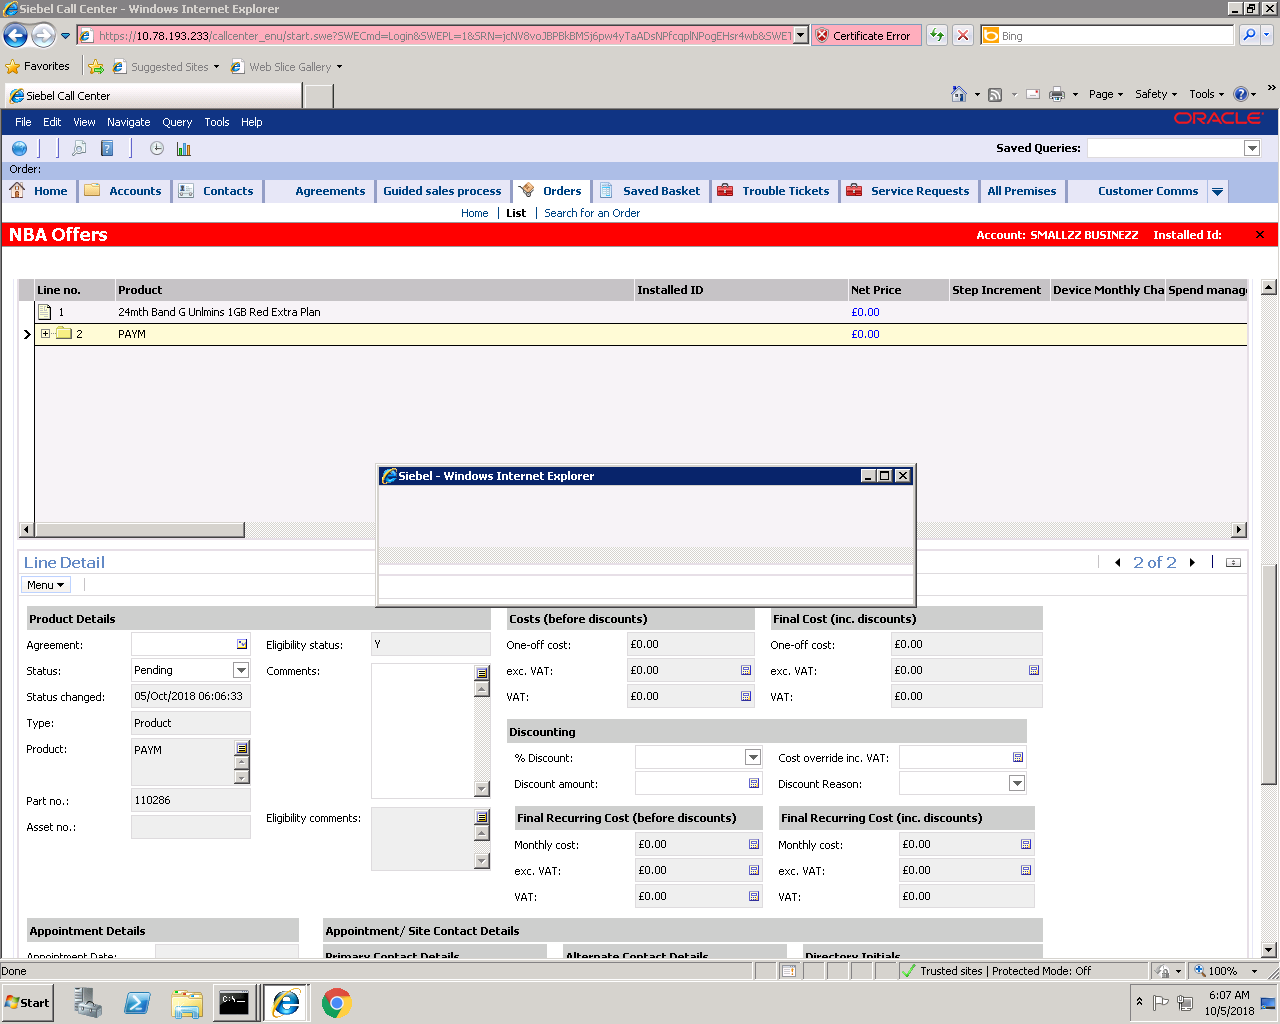 Siebel Call Center - Windows Internet Explorer
https://10.78.193.233/callcenter_enu/start.swe?SWECmd=Login&SWEPL=1&SRN=
Certificate Error
Bing
Favorites
Suggested Sites
Web Slice Gallery
Siebel Call Center
Page
Safety
Tools
File Edit View Navigate Query Tools Help
ORACLE
Saved Queries:
Order:
Home
Accounts
Contacts
Agreements
Guided sales process
Orders
Saved Basket
Trouble Tickets
Service Requests
All Premises
Customer Comms
Home | List | Search for an Order
NBA Offers
Account: SMALLZZ BUSINEZZ Installed Id:
Line no. Product Installed ID Net Price Step Increment Device Monthly Cha Spend manag
1 24mth Band G Unlmins 1GB Red Extra Plan £0.00
2 PAYM £0.00
Siebel - Windows Internet Explorer
Line Detail
2 of 2
Menu
Product Details
Agreement:
Status: Pending
Status changed: 05/Oct/2018 06:06:33
Type: Product
Product: PAYM
Part no.: 110286
Asset no.:
Eligibility status: Y
Comments:
Eligibility comments:
Costs (before discounts)
One-off cost: £0.00
exc. VAT: £0.00
VAT: £0.00
Final Cost (inc. discounts)
One-off cost: £0.00
exc. VAT: £0.00
VAT: £0.00
Discounting
% Discount:
Discount amount:
Cost override inc. VAT:
Discount Reason:
Final Recurring Cost (before discounts)
Monthly cost: £0.00
exc. VAT: £0.00
VAT: £0.00
Final Recurring Cost (inc. discounts)
Monthly cost: £0.00
exc. VAT: £0.00
VAT: £0.00
Appointment Details
Appointment Date:
Appointment/ Site Contact Details
Primary Contact Details
Alternate Contact Details
Directory Initials
Done
Trusted sites | Protected Mode: Off
100%
Start
6:07 AM
10/5/2018